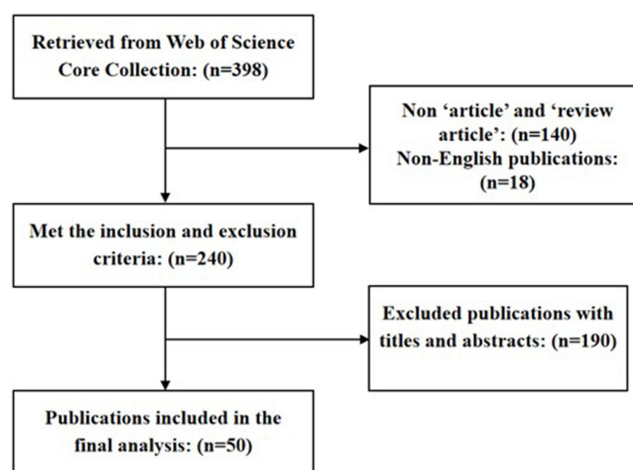 Retrieved from Web of Science
Core Collection: (n=398)
Non ‘article’ and ‘review
article’: (n=140)
Non-English publications:
(n=18)
Met the inclusion and exclusion
criteria: (n=240)
Excluded publications with
titles and abstracts: (n=190)
Publications included in the
final analysis: (n=50)